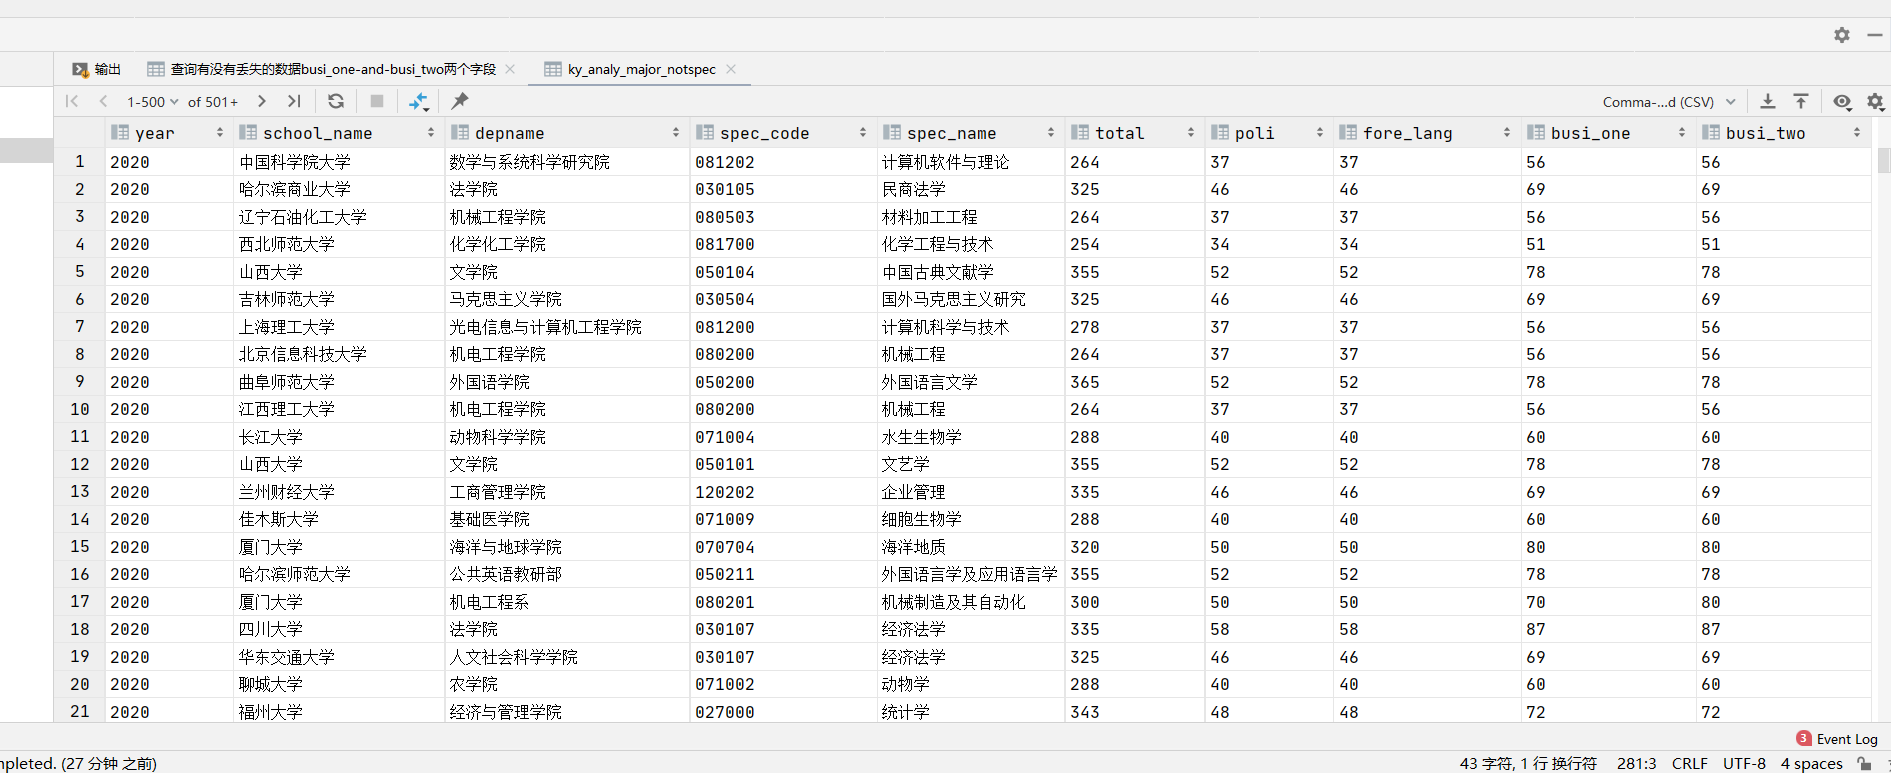 输出 查询有没有丢失的数据busi_one-and-busi_two两个字段 ky_analy_major_notspec
1-500 of 501+ Comma-...d (CSV)
year school_name depname spec_code spec_name total poli fore_lang busi_one busi_two
1 2020 中国科学院大学 数学与系统科学研究院 081202 计算机软件与理论 264 37 37 56 56
2 2020 哈尔滨商业大学 法学院 030105 民商法学 325 46 46 69 69
3 2020 辽宁石油化工大学 机械工程学院 080503 材料加工工程 264 37 37 56 56
4 2020 西北师范大学 化学化工学院 081700 化学工程与技术 254 34 34 51 51
5 2020 山西大学 文学院 050104 中国古典文献学 355 52 52 78 78
6 2020 吉林师范大学 马克思主义学院 030504 国外马克思主义研究 325 46 46 69 69
7 2020 上海理工大学 光电信息与计算机工程学院 081200 计算机科学与技术 278 37 37 56 56
8 2020 北京信息科技大学 机电工程学院 080200 机械工程 264 37 37 56 56
9 2020 曲阜师范大学 外国语学院 050200 外国语言文学 365 52 52 78 78
10 2020 江西理工大学 机电工程学院 080200 机械工程 264 37 37 56 56
11 2020 长江大学 动物科学学院 071004 水生生物学 288 40 40 60 60
12 2020 山西大学 文学院 050101 文艺学 355 52 52 78 78
13 2020 兰州财经大学 工商管理学院 120202 企业管理 335 46 46 69 69
14 2020 佳木斯大学 基础医学院 071009 细胞生物学 288 40 40 60 60
15 2020 厦门大学 海洋与地球学院 070704 海洋地质 320 50 50 80 80
16 2020 哈尔滨师范大学 公共英语教研部 050211 外国语言学及应用语言学 355 52 52 78 78
17 2020 厦门大学 机电工程系 080201 机械制造及其自动化 300 50 50 70 80
18 2020 四川大学 法学院 030107 经济法学 335 58 58 87 87
19 2020 华东交通大学 人文社会科学学院 030107 经济法学 325 46 46 69 69
20 2020 聊城大学 农学院 071002 动物学 288 40 40 60 60
21 2020 福州大学 经济与管理学院 027000 统计学 343 48 48 72 72
3 Event Log
npleted. (27 分钟 之前) 43 字符, 1 行 换行符 281:3 CRLF UTF-8 4 spaces